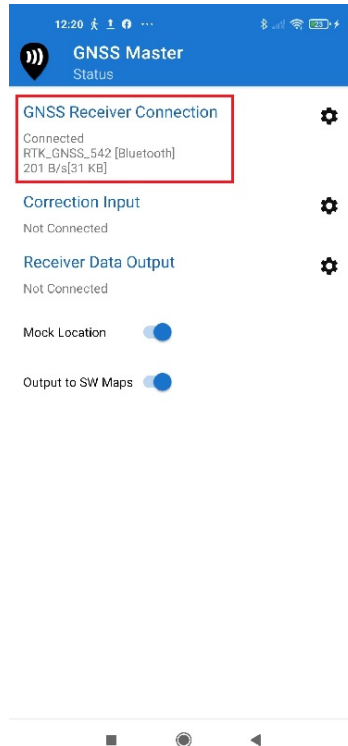 12:20 ···
23
GNSS Master
Status
GNSS Receiver Connection
Connected
RTK_GNSS_542 [Bluetooth]
201 B/s[31 KB]
Correction Input
Not Connected
Receiver Data Output
Not Connected
Mock Location
Output to SW Maps